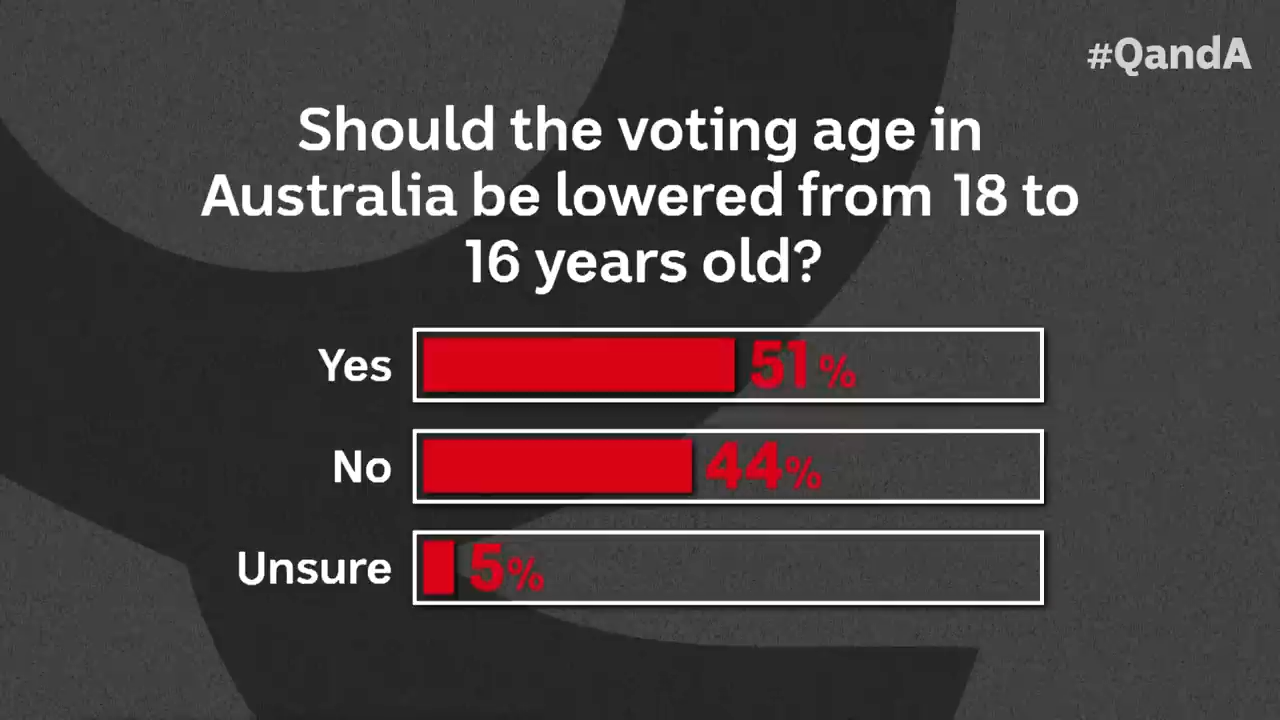 #QandA
Should the voting age in
Australia be lowered from 18 to
16 years old?
Yes 51%
No 44%
Unsure 5%